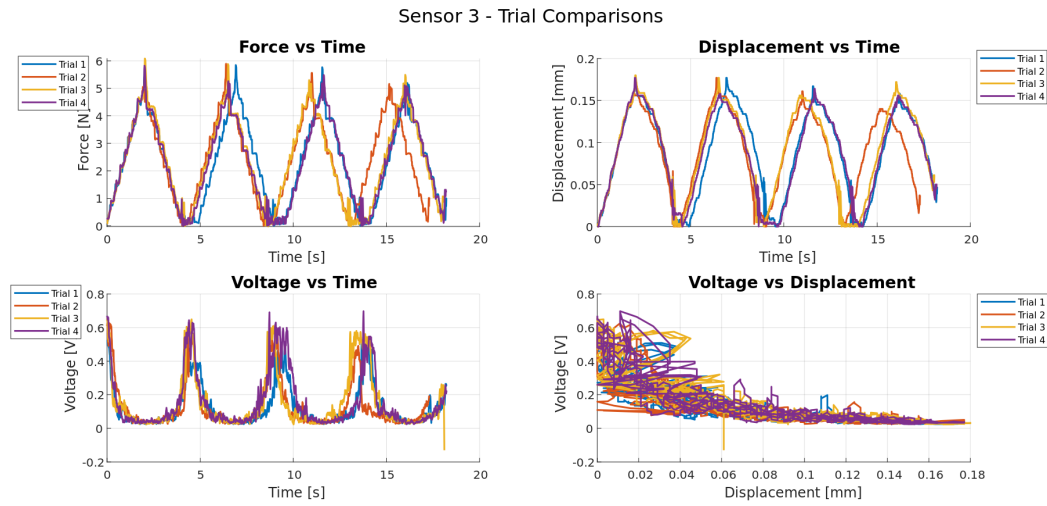 Sensor 3 - Trial Comparisons
Force vs Time
Trial 1
Trial 2
Trial 3
Trial 4
Force [N]
6
5
4
3
2
1
0
0
5
10
15
20
Time [s]
Displacement vs Time
Trial 1
Trial 2
Trial 3
Trial 4
Displacement [mm]
0.2
0.15
0.1
0.05
0
0
5
10
15
20
Time [s]
Voltage vs Time
Trial 1
Trial 2
Trial 3
Trial 4
Voltage [V]
0.8
0.6
0.4
0.2
0
-0.2
0
5
10
15
20
Time [s]
Voltage vs Displacement
Trial 1
Trial 2
Trial 3
Trial 4
Voltage [V]
0.8
0.6
0.4
0.2
0
-0.2
0
0.02
0.04
0.06
0.08
0.1
0.12
0.14
0.16
0.18
Displacement [mm]